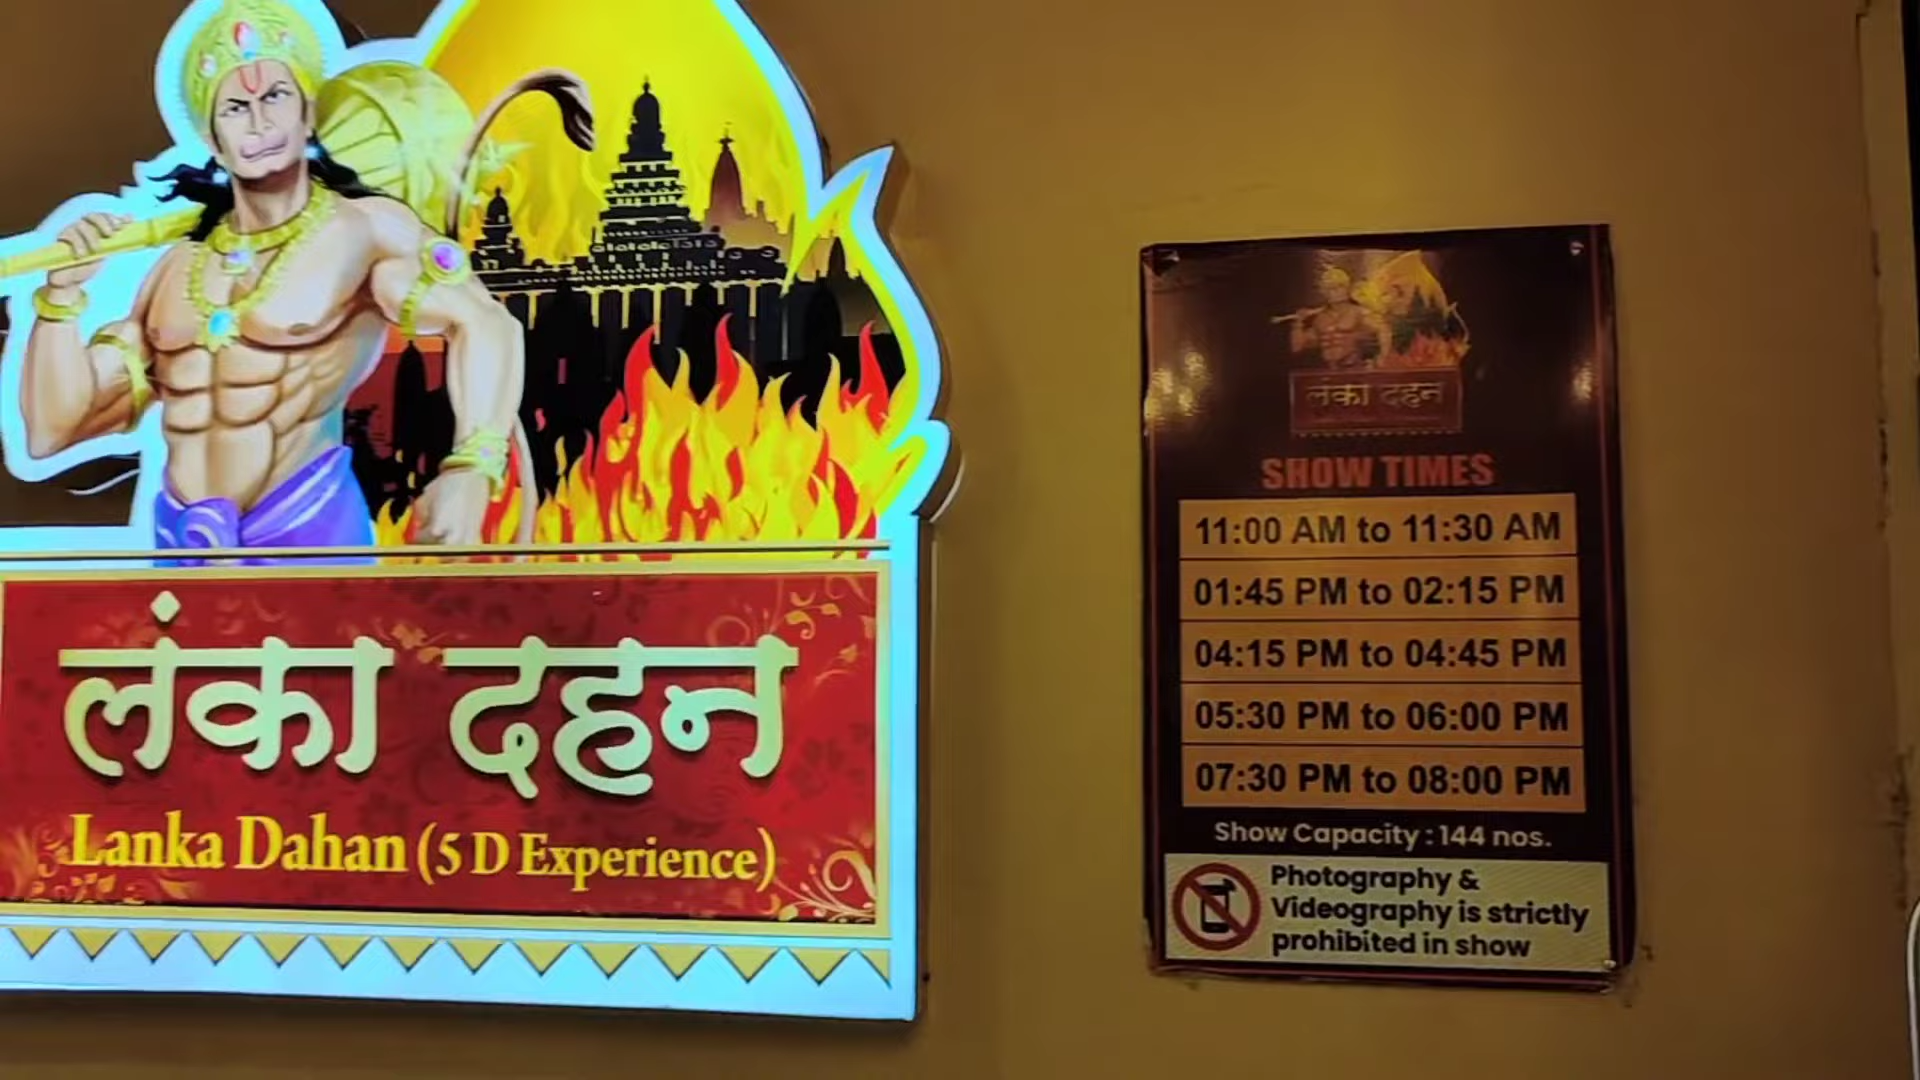 लंका दहन
Lanka Dahan (5 D Experience)
लंका दहन
SHOW TIMES
11:00 AM to 11:30 AM
01:45 PM to 02:15 PM
04:15 PM to 04:45 PM
05:30 PM to 06:00 PM
07:30 PM to 08:00 PM
Show Capacity : 144 nos.
Photography &
Videography is strictly
prohibited in show